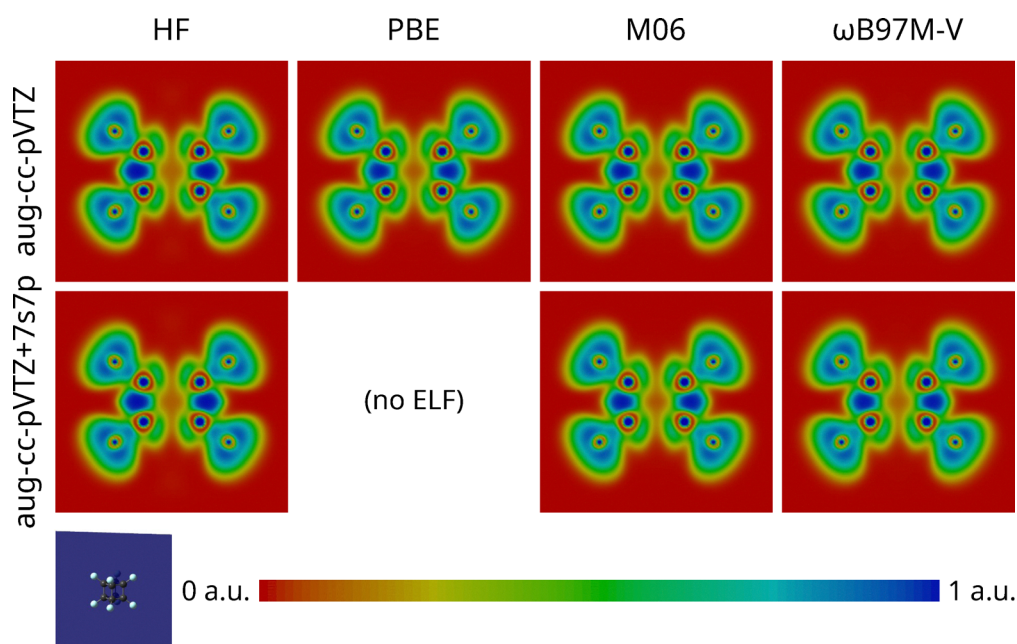 HF PBE M06 ωB97M-V
aug-cc-pVTZ
aug-cc-pVTZ+7s7p
(no ELF)
0 a.u. 1 a.u.